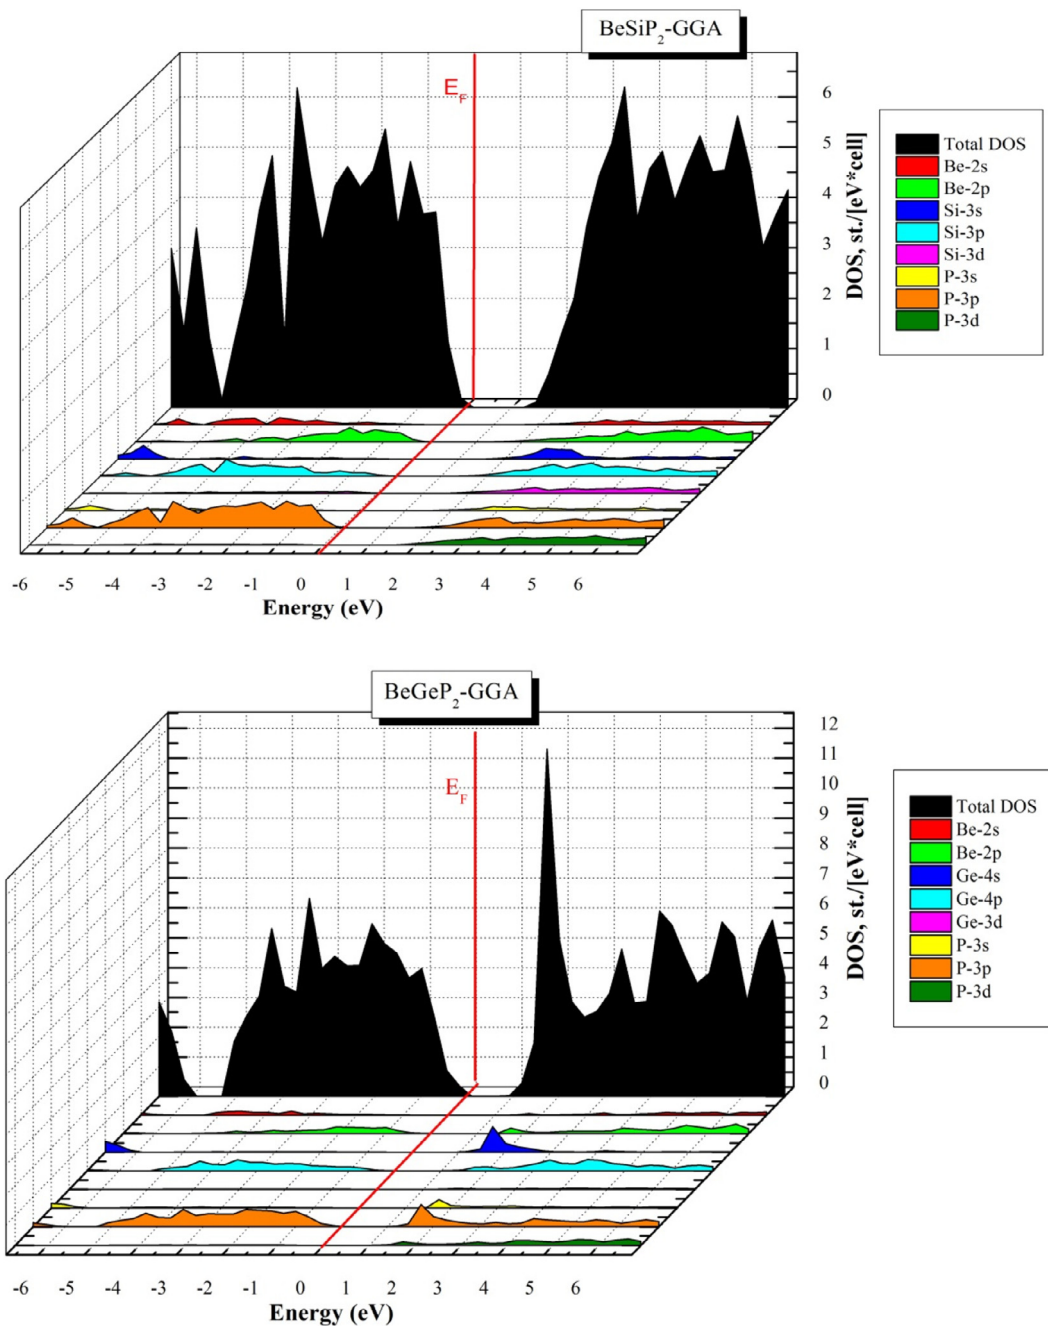 BeSiP2-GGA
EF
6
5
4
3
2
1
0
DOS, st./[eV*cell]
Total DOS
Be-2s
Be-2p
Si-3s
Si-3p
Si-3d
P-3s
P-3p
P-3d
-6 -5 -4 -3 -2 -1 0 1 2 3 4 5 6
Energy (eV)
BeGeP2-GGA
EF
12
11
10
9
8
7
6
5
4
3
2
1
0
DOS, st./[eV*cell]
Total DOS
Be-2s
Be-2p
Ge-4s
Ge-4p
Ge-3d
P-3s
P-3p
P-3d
-6 -5 -4 -3 -2 -1 0 1 2 3 4 5 6
Energy (eV)